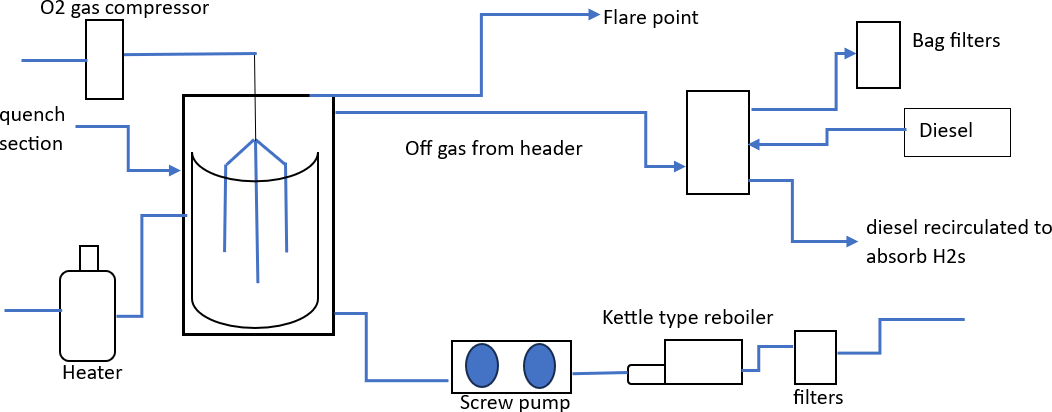 O2 gas compressor
Flare point
Bag filters
quench
section
Diesel
Off gas from header
diesel recirculated to
absorb H2s
Kettle type reboiler
Heater
Screw pump
filters